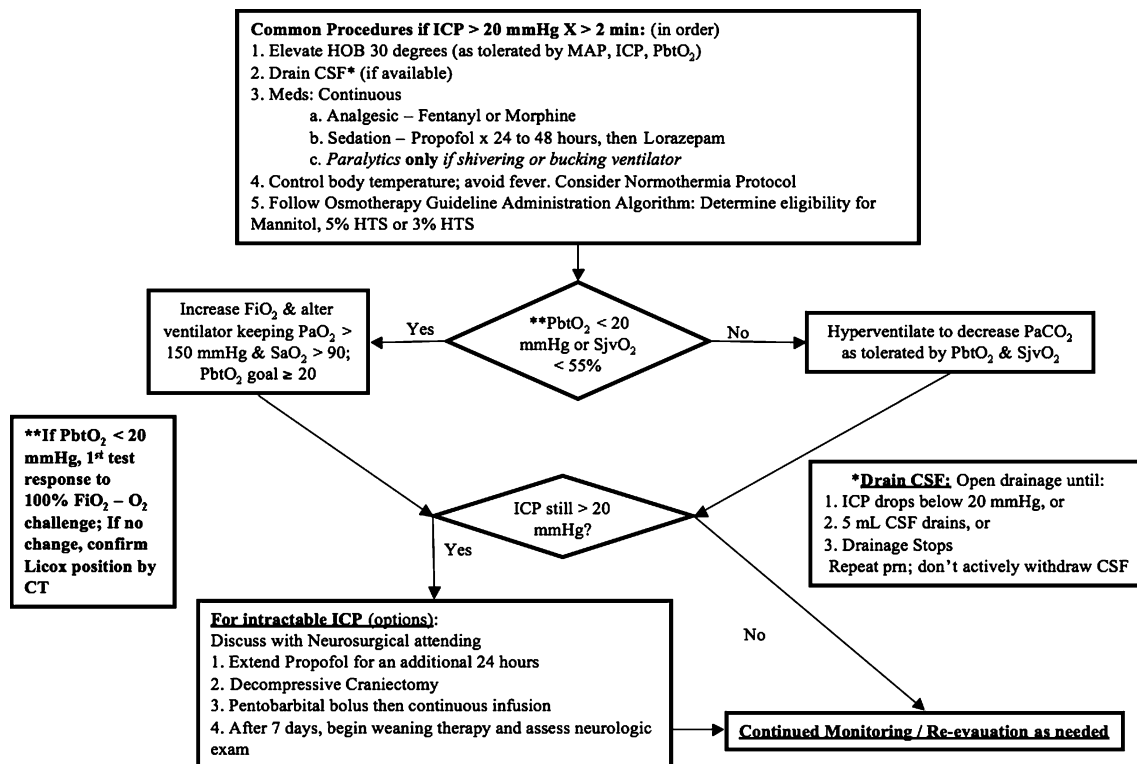 Common Procedures if ICP > 20 mmHg X > 2 min: (in order)
1. Elevate HOB 30 degrees (as tolerated by MAP, ICP, PbtO₂)
2. Drain CSF* (if available)
3. Meds: Continuous
a. Analgesic – Fentanyl or Morphine
b. Sedation – Propofol x 24 to 48 hours, then Lorazepam
c. Paralytics only if shivering or bucking ventilator
4. Control body temperature; avoid fever. Consider Normothermia Protocol
5. Follow Osmotherapy Guideline Administration Algorithm: Determine eligibility for
Mannitol, 5% HTS or 3% HTS
Increase FiO₂ & alter
ventilator keeping PaO₂ >
150 mmHg & SaO₂ > 90;
PbtO₂ goal ≥ 20
Yes
**PbtO₂ < 20
mmHg or SjvO₂
< 55%
No
Hyperventilate to decrease PaCO₂
as tolerated by PbtO₂ & SjvO₂
**If PbtO₂ < 20
mmHg, 1st test
response to
100% FiO₂ – O₂
challenge; If no
change, confirm
Licox position by
CT
ICP still > 20
mmHg?
*Drain CSF: Open drainage until:
1. ICP drops below 20 mmHg, or
2. 5 mL CSF drains, or
3. Drainage Stops
Repeat prn; don't actively withdraw CSF
Yes
No
For intractable ICP (options):
Discuss with Neurosurgical attending
1. Extend Propofol for an additional 24 hours
2. Decompressive Craniectomy
3. Pentobarbital bolus then continuous infusion
4. After 7 days, begin weaning therapy and assess neurologic
exam
Continued Monitoring / Re-evauation as needed